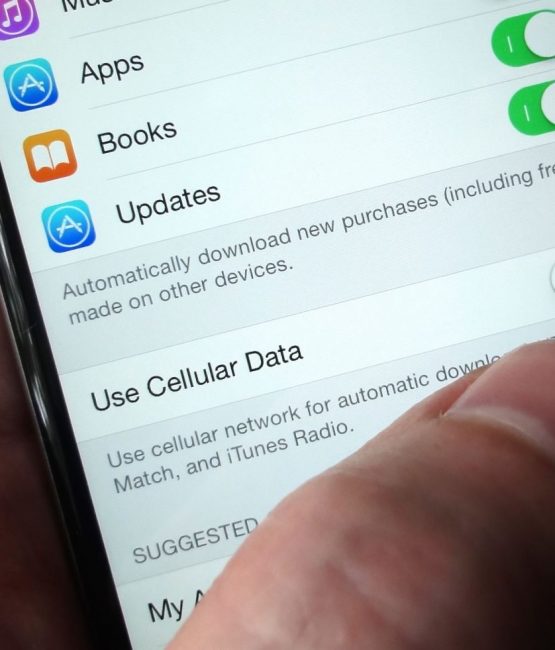 Apps
Books
Updates
Automatically download new purchases (including
made on other devices.
Use Cellular Data
Use cellular network for automatic
Match, and iTunes Radio.
SUGGESTED
My